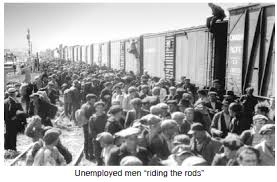 Unemployed men “riding the rods”